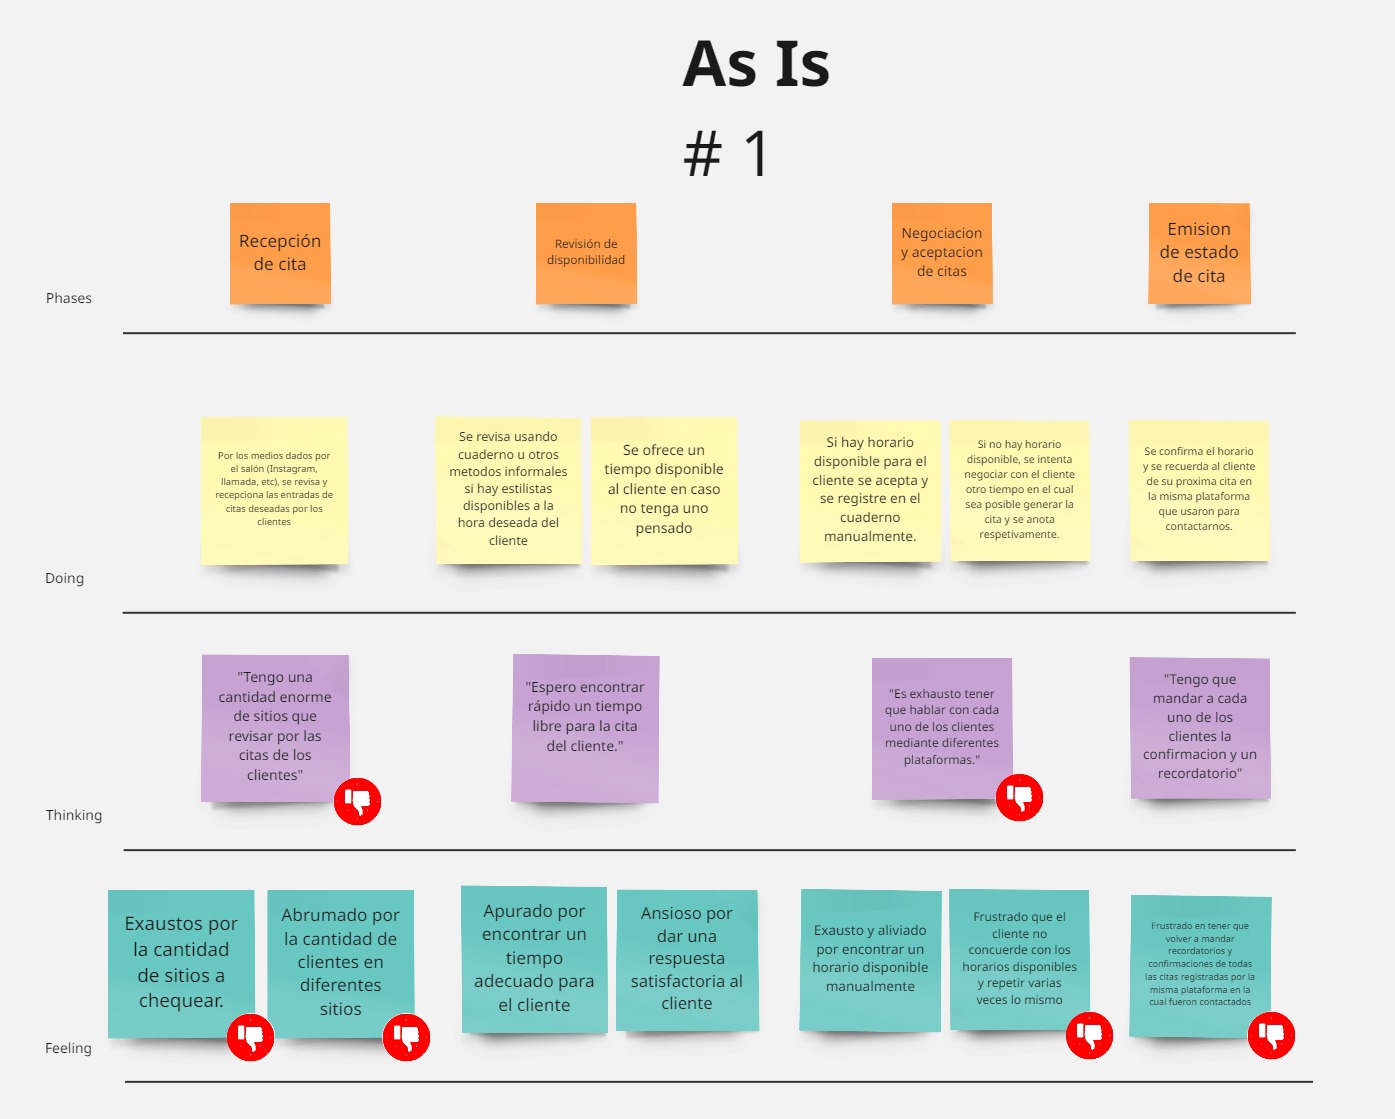 As Is
# 1
Phases
Recepción
de cita
Revisión de
disponibilidad
Negociacion
y aceptacion
de citas
Emision
de estado
de cita
Doing
Por los medios dados por
el salón (Instagram,
llamada, etc), se revisa y
recepciona las entradas de
citas deseadas por los
clientes
Se revisa usando
cuaderno u otros
metodos informales
si hay estilistas
disponibles a la
hora deseada del
cliente
Se ofrece un
tiempo disponible
al cliente en caso
no tenga uno
pensado
Si hay horario
disponible para el
cliente se acepta y
se registre en el
cuaderno
manualmente.
Si no hay horario
disponible, se intenta
negociar con el cliente
otro tiempo en el cual
sea posible generar la
cita y se anota
respetivamente.
Se confirma el horario
y se recuerda al cliente
de su proxima cita en
la misma plataforma
que usaron para
contactarnos.
Thinking
"Tengo una
cantidad enorme
de sitios que
revisar por las
citas de los
clientes"
"Espero encontrar
rápido un tiempo
libre para la cita
del cliente."
"Es exhausto tener
que hablar con cada
uno de los clientes
mediante diferentes
plataformas."
"Tengo que
mandar a cada
uno de los
clientes la
confirmacion y un
recordatorio"
Feeling
Exaustos por
la cantidad
de sitios a
chequear.
Abrumado por
la cantidad de
clientes en
diferentes
sitios
Apurado por
encontrar un
tiempo
adecuado para
el cliente
Ansioso por
dar una
respuesta
satisfactoria al
cliente
Exausto y aliviado
por encontrar un
horario disponible
manualmente
Frustrado que el
cliente no
concuerde con los
horarios disponibles
y repetir varias
veces lo mismo
Frustrado en tener que
volver a mandar
recordatorios y
confirmaciones de todas
las citas registradas por la
misma plataforma en la
cual fueron contactados